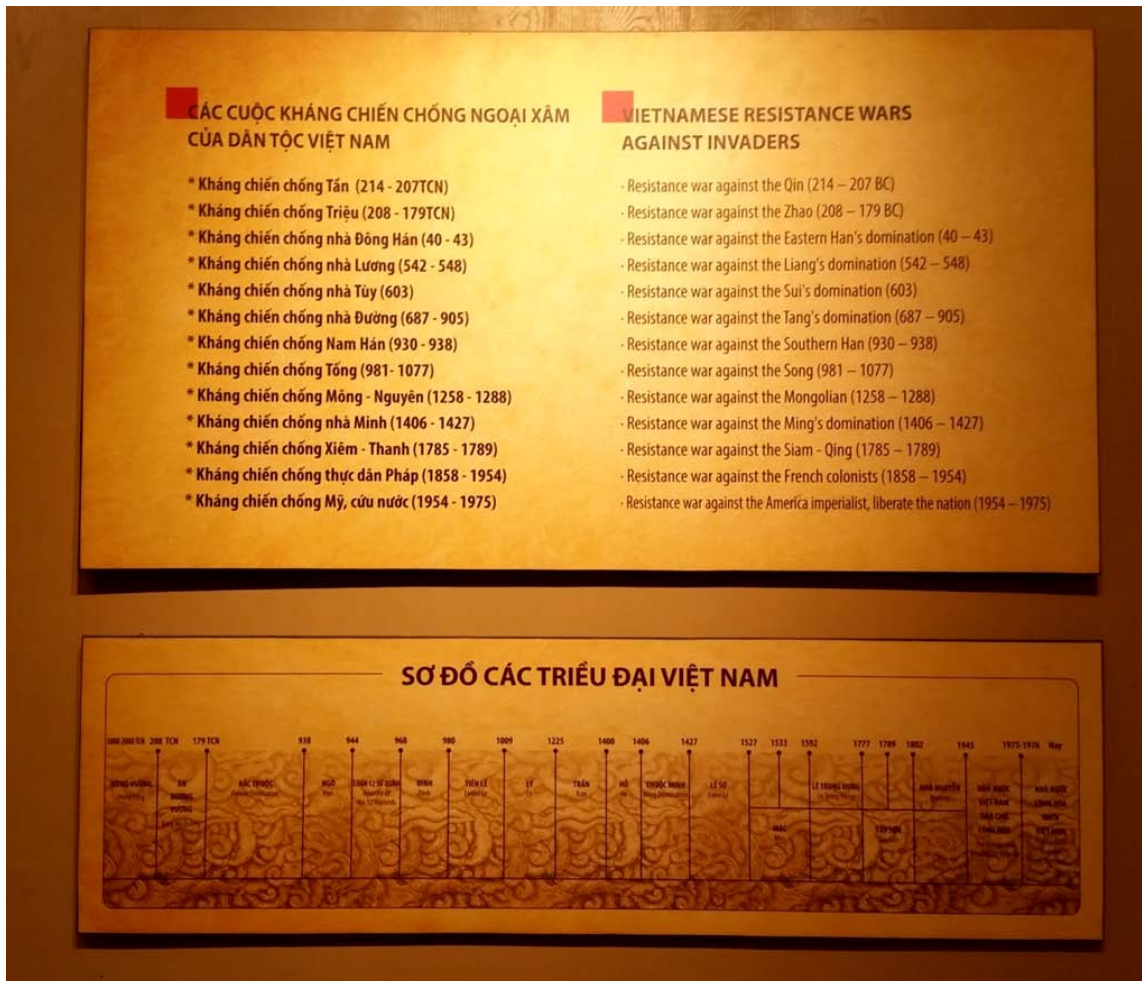 CÁC CUỘC KHÁNG CHIẾN CHỐNG NGOẠI XÂM
CỦA DÂN TỘC VIỆT NAM
* Kháng chiến chống Tần (214 - 207TCN)
* Kháng chiến chống Triệu (208 - 179TCN)
* Kháng chiến chống nhà Đông Hán (40 - 43)
* Kháng chiến chống nhà Lương (542 - 548)
* Kháng chiến chống nhà Tùy (603)
* Kháng chiến chống nhà Đường (687 - 905)
* Kháng chiến chống Nam Hán (930 - 938)
* Kháng chiến chống Tống (981- 1077)
* Kháng chiến chống Mông - Nguyên (1258 - 1288)
* Kháng chiến chống nhà Minh (1406 - 1427)
* Kháng chiến chống Xiêm - Thanh (1785 - 1789)
* Kháng chiến chống thực dân Pháp (1858 - 1954)
* Kháng chiến chống Mỹ, cứu nước (1954 - 1975)
VIETNAMESE RESISTANCE WARS
AGAINST INVADERS
· Resistance war against the Qin (214 – 207 BC)
· Resistance war against the Zhao (208 – 179 BC)
· Resistance war against the Eastern Han's domination (40 – 43)
· Resistance war against the Liang's domination (542 – 548)
· Resistance war against the Sui's domination (603)
· Resistance war against the Tang's domination (687 – 905)
· Resistance war against the Southern Han (930 – 938)
· Resistance war against the Song (981 – 1077)
· Resistance war against the Mongolian (1258 – 1288)
· Resistance war against the Ming's domination (1406 – 1427)
· Resistance war against the Siam - Qing (1785 – 1789)
· Resistance war against the French colonists (1858 – 1954)
· Resistance war against the America imperialist, liberate the nation (1954 – 1975)
SƠ ĐỒ CÁC TRIỀU ĐẠI VIỆT NAM
208 TCN 179 TCN 938 944 968 980 1009 1225 1400 1406 1427 1527 1533 1592 1777 1789 1802 1945 1975-1976 Nay
HÙNG VƯƠNG
AN
DƯƠNG
VƯƠNG
BẮC THUỘC
NGÔ
LOẠN 12 SỨ QUÂN
ĐINH
TIỀN LÊ
LÝ
TRẦN
HỒ
THUỘC MINH
LÊ SƠ
LÊ TRUNG HƯNG
MẠC
TÂY SƠN
NHÀ NGUYỄN
NHÀ NƯỚC
VIỆT NAM
DÂN CHỦ
CỘNG HÒA
NHÀ NƯỚC
CỘNG HÒA
XHCN
VIỆT NAM